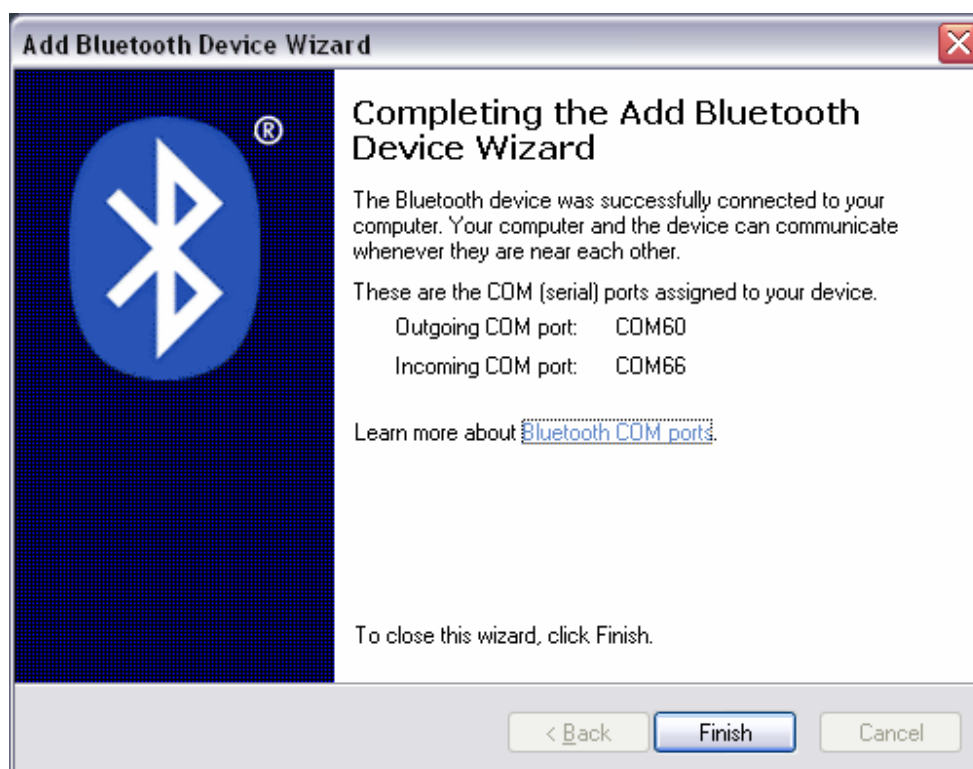 Add Bluetooth Device Wizard
®
Completing the Add Bluetooth
Device Wizard
The Bluetooth device was successfully connected to your
computer. Your computer and the device can communicate
whenever they are near each other.
These are the COM (serial) ports assigned to your device.
Outgoing COM port: COM60
Incoming COM port: COM66
Learn more about Bluetooth COM ports.
To close this wizard, click Finish.
< Back Finish Cancel